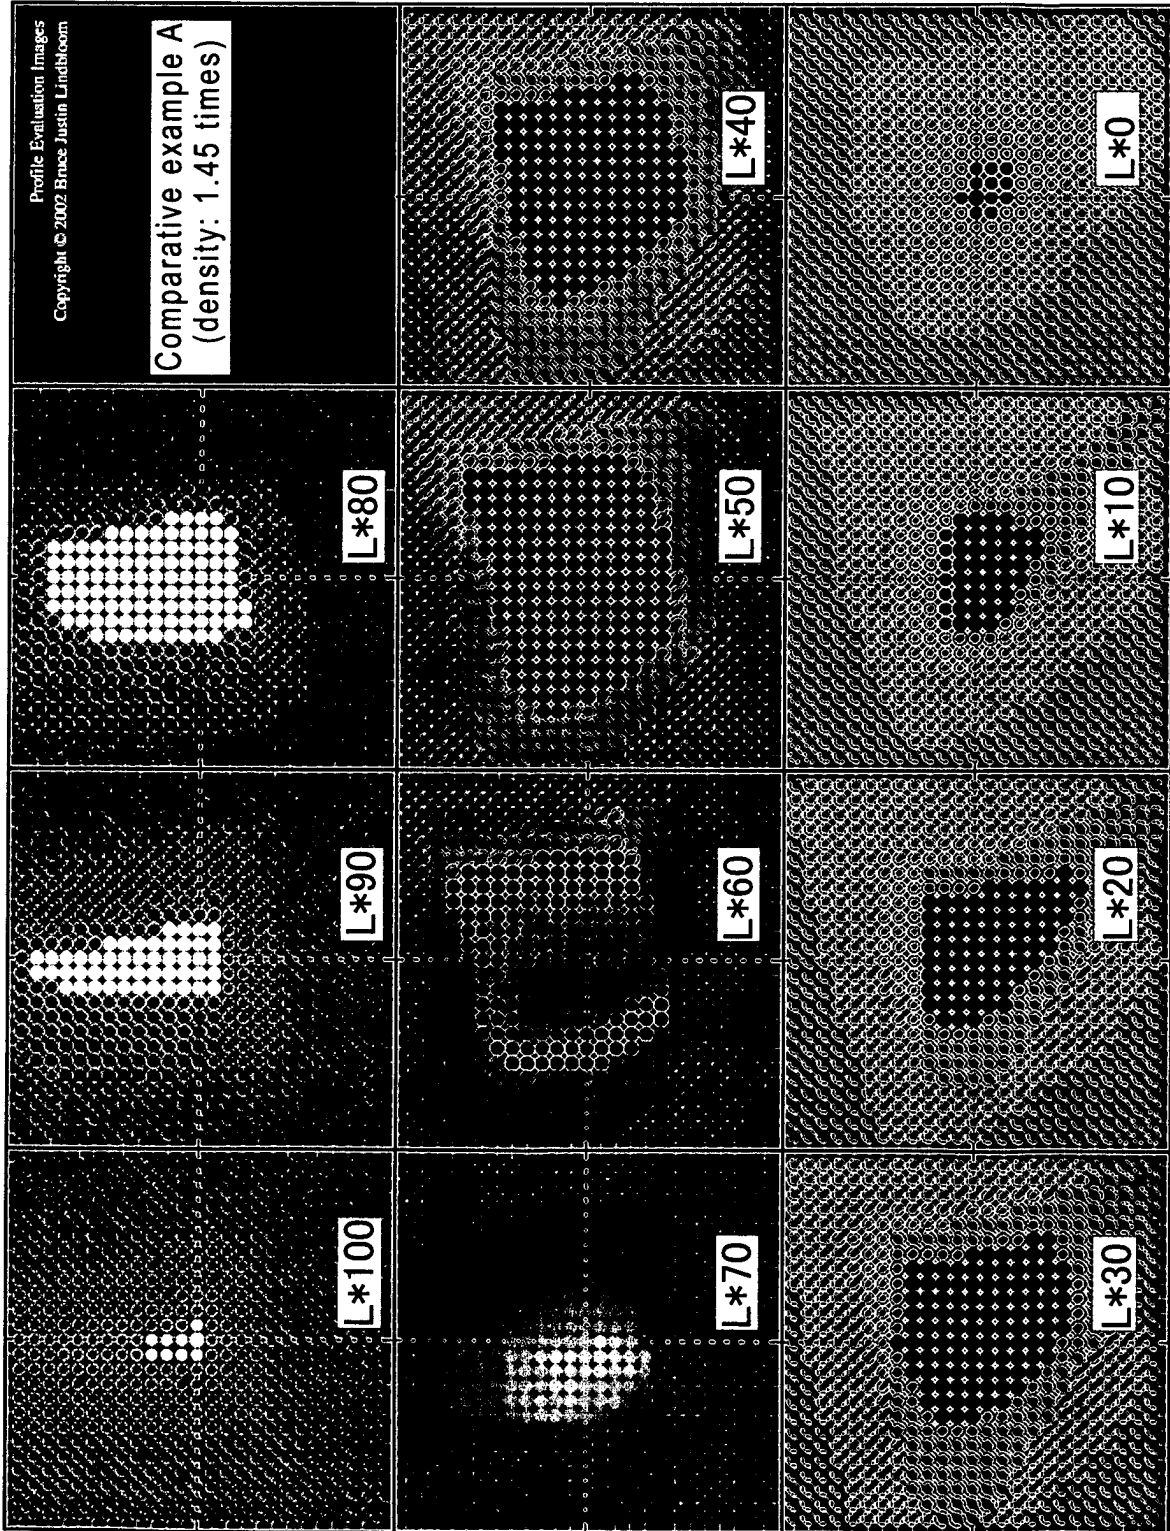 L*100
L*90
L*80
Profile Evaluation Images
Copyright © 2002 Bruce Justin Lindbloom
Comparative example A
(density: 1.45 times)
L*70
L*60
L*50
L*40
L*30
L*20
L*10
L*0